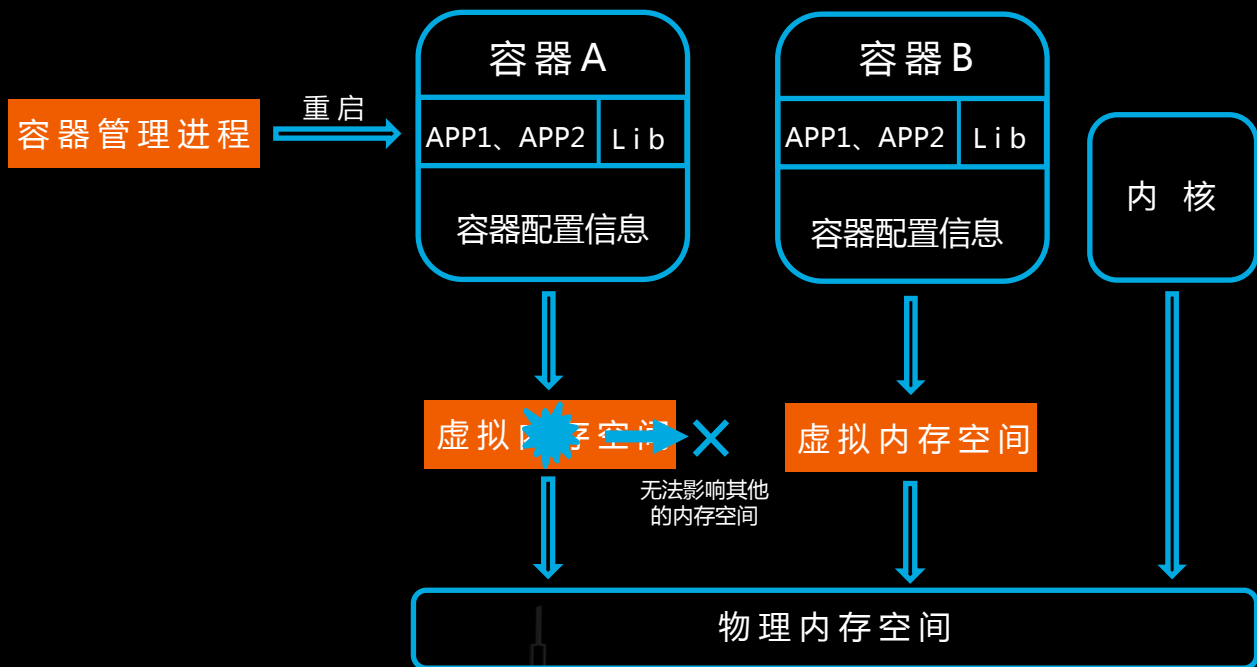 容器A
容器B
容器管理进程
重启
APP1、APP2
Lib
APP1、APP2
Lib
内核
容器配置信息
容器配置信息
虚拟内存空间
虚拟内存空间
无法影响其他
的内存空间
物理内存空间